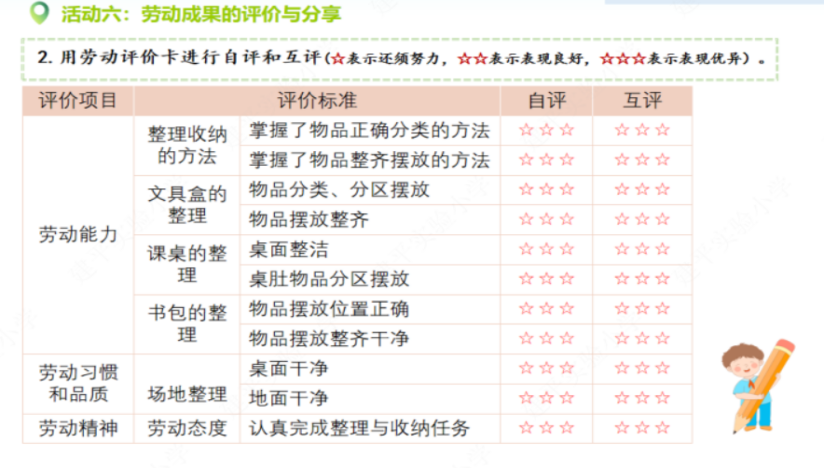 活动六：劳动成果的评价与分享
2. 用劳动评价卡进行自评和互评(☆表示还须努力，☆☆表示表现良好，☆☆☆表示表现优异）。
评价项目 评价标准 自评 互评
劳动能力
整理收纳的方法
掌握了物品正确分类的方法 ☆☆☆ ☆☆☆
掌握了物品整齐摆放的方法 ☆☆☆ ☆☆☆
文具盒的整理
物品分类、分区摆放 ☆☆☆ ☆☆☆
物品摆放整齐 ☆☆☆ ☆☆☆
课桌的整理
桌面整洁 ☆☆☆ ☆☆☆
桌肚物品分区摆放 ☆☆☆ ☆☆☆
书包的整理
物品摆放位置正确 ☆☆☆ ☆☆☆
物品摆放整齐干净 ☆☆☆ ☆☆☆
劳动习惯和品质
场地整理
桌面干净 ☆☆☆ ☆☆☆
地面干净 ☆☆☆ ☆☆☆
劳动精神 劳动态度 认真完成整理与收纳任务 ☆☆☆ ☆☆☆